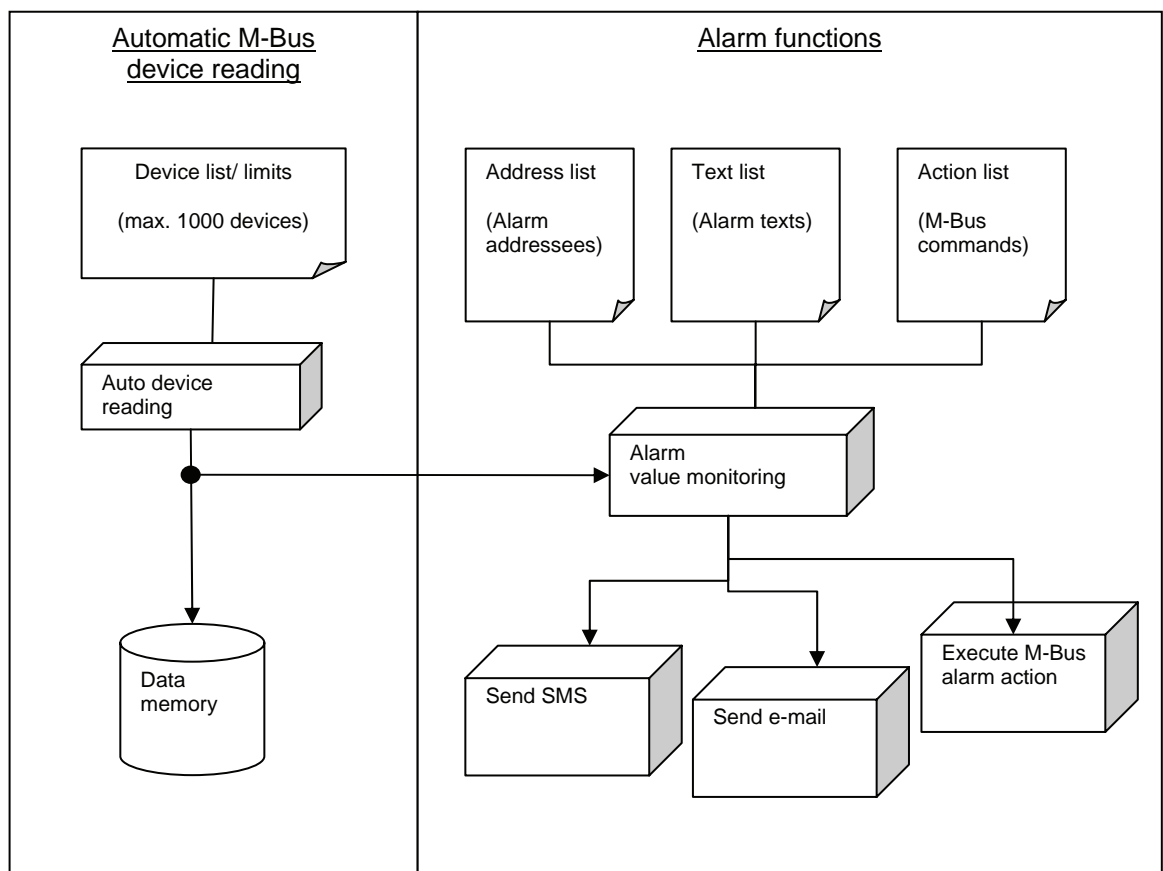 Automatic M-Bus
device reading
Device list/ limits
(max. 1000 devices)
Auto device
reading
Data
memory
Alarm functions
Address list
(Alarm
addressees)
Text list
(Alarm texts)
Action list
(M-Bus
commands)
Alarm
value monitoring
Send SMS
Send e-mail
Execute M-Bus
alarm action